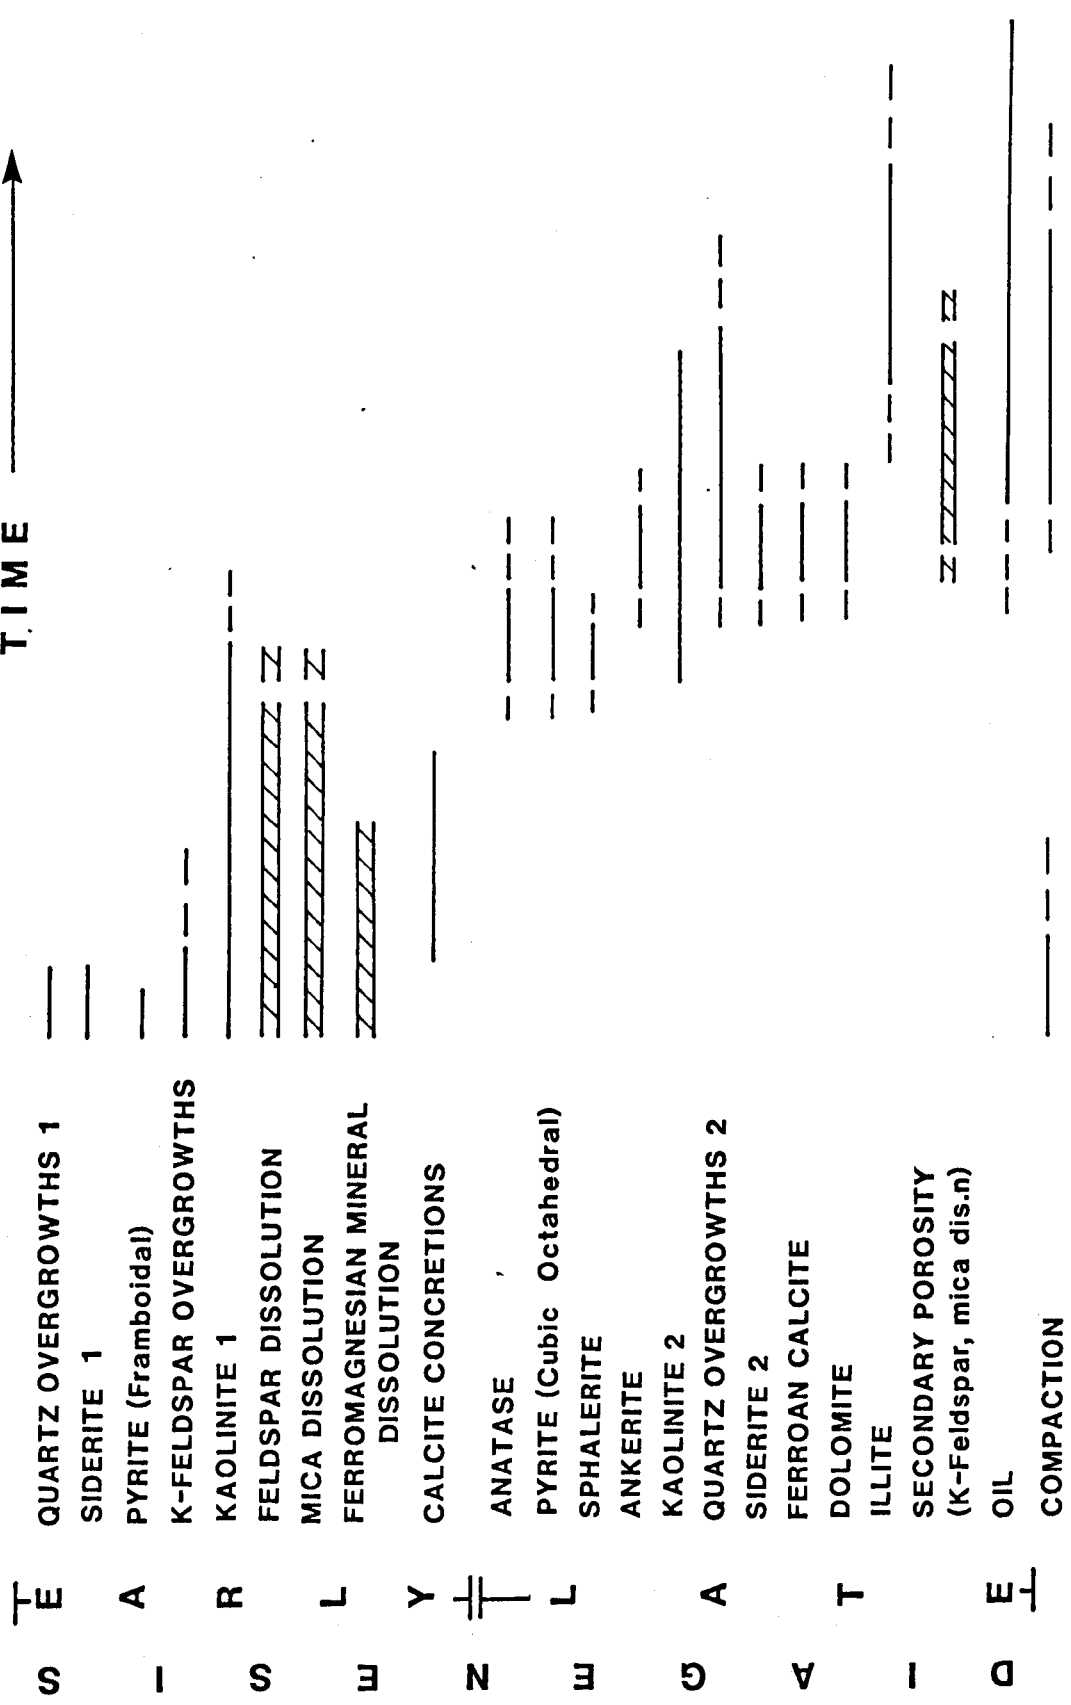 TIME
QUARTZ OVERGROWTHS 1
SIDERITE 1
PYRITE (Framboidal)
K-FELDSPAR OVERGROWTHS
KAOLINITE 1
FELDSPAR DISSOLUTION
MICA DISSOLUTION
FERROMAGNESIAN MINERAL
DISSOLUTION
CALCITE CONCRETIONS
ANATASE
PYRITE (Cubic Octahedral)
SPHALERITE
ANKERITE
KAOLINITE 2
QUARTZ OVERGROWTHS 2
SIDERITE 2
FERROAN CALCITE
DOLOMITE
ILLITE
SECONDARY POROSITY
(K-Feldspar, mica dis.n)
OIL
COMPACTION
EARLY
LATE
DIAGENESIS